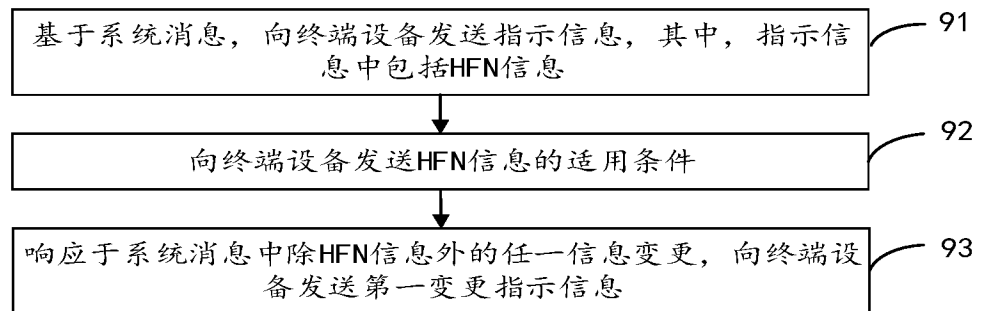 基于系统消息，向终端设备发送指示信息，其中，指示信
息中包括HFN信息
91
向终端设备发送HFN信息的适用条件
92
响应于系统消息中除HFN信息外的任一信息变更，向终端设
备发送第一变更指示信息
93